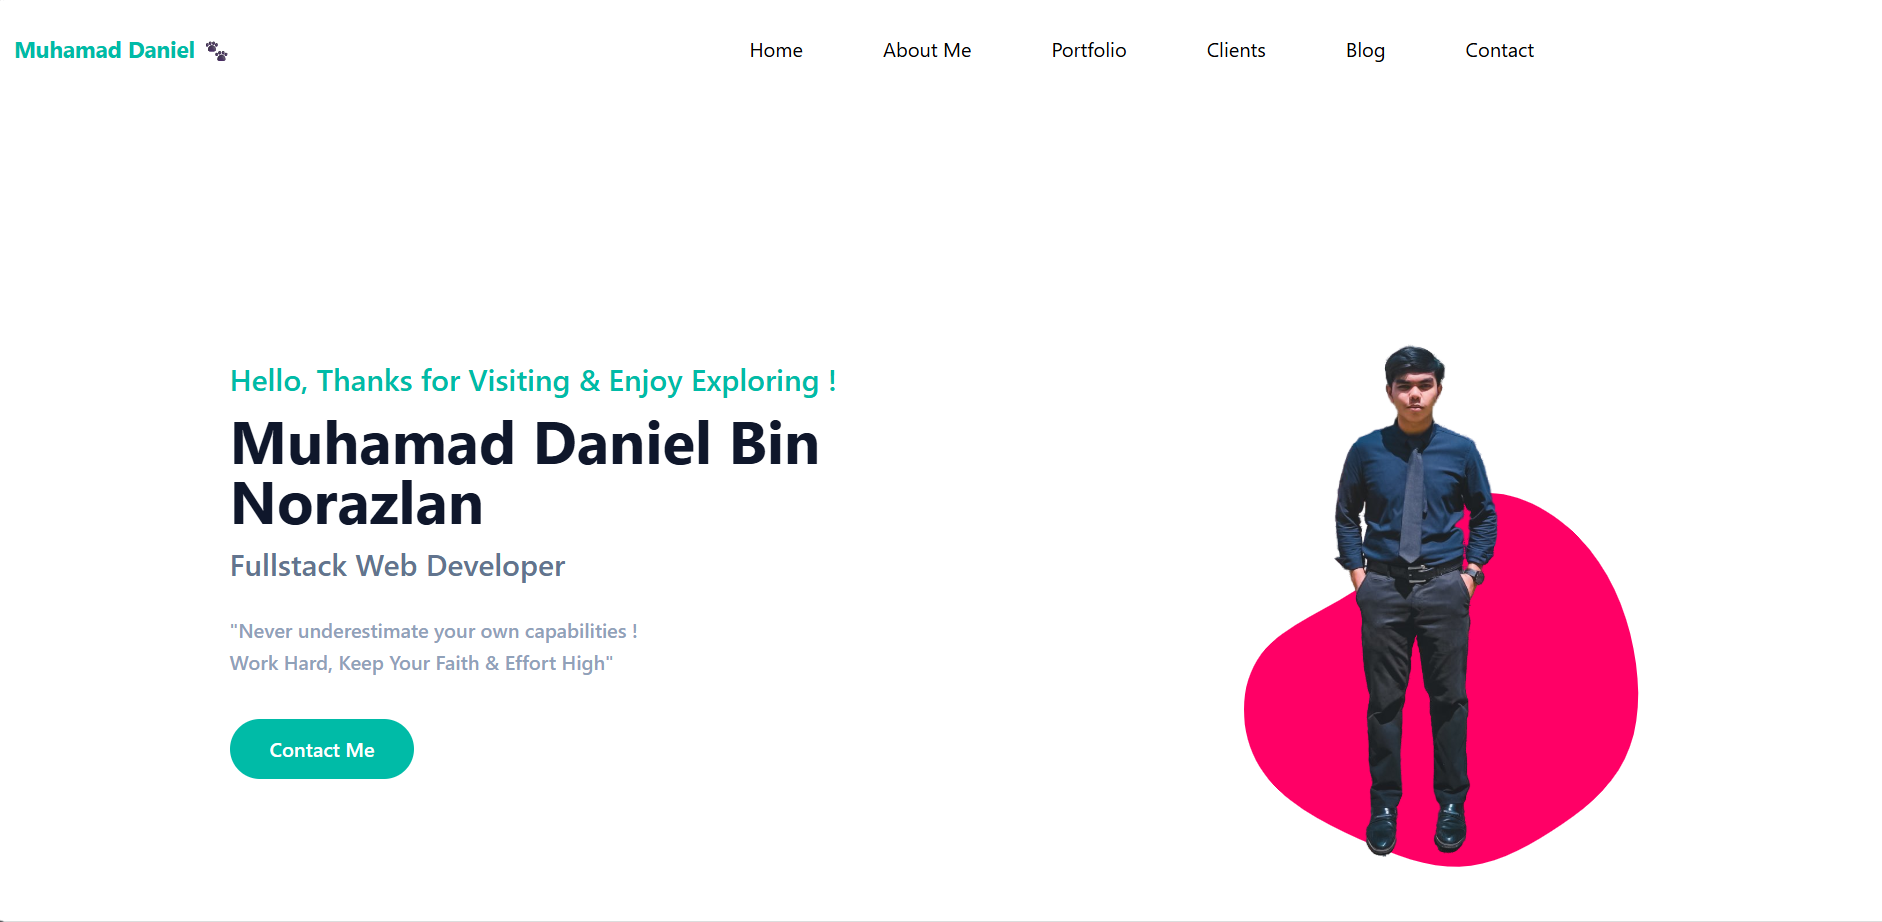 Muhamad Daniel 🐾
Home About Me Portfolio Clients Blog Contact
Hello, Thanks for Visiting & Enjoy Exploring !
Muhamad Daniel Bin
Norazlan
Fullstack Web Developer
"Never underestimate your own capabilities !
Work Hard, Keep Your Faith & Effort High"
Contact Me